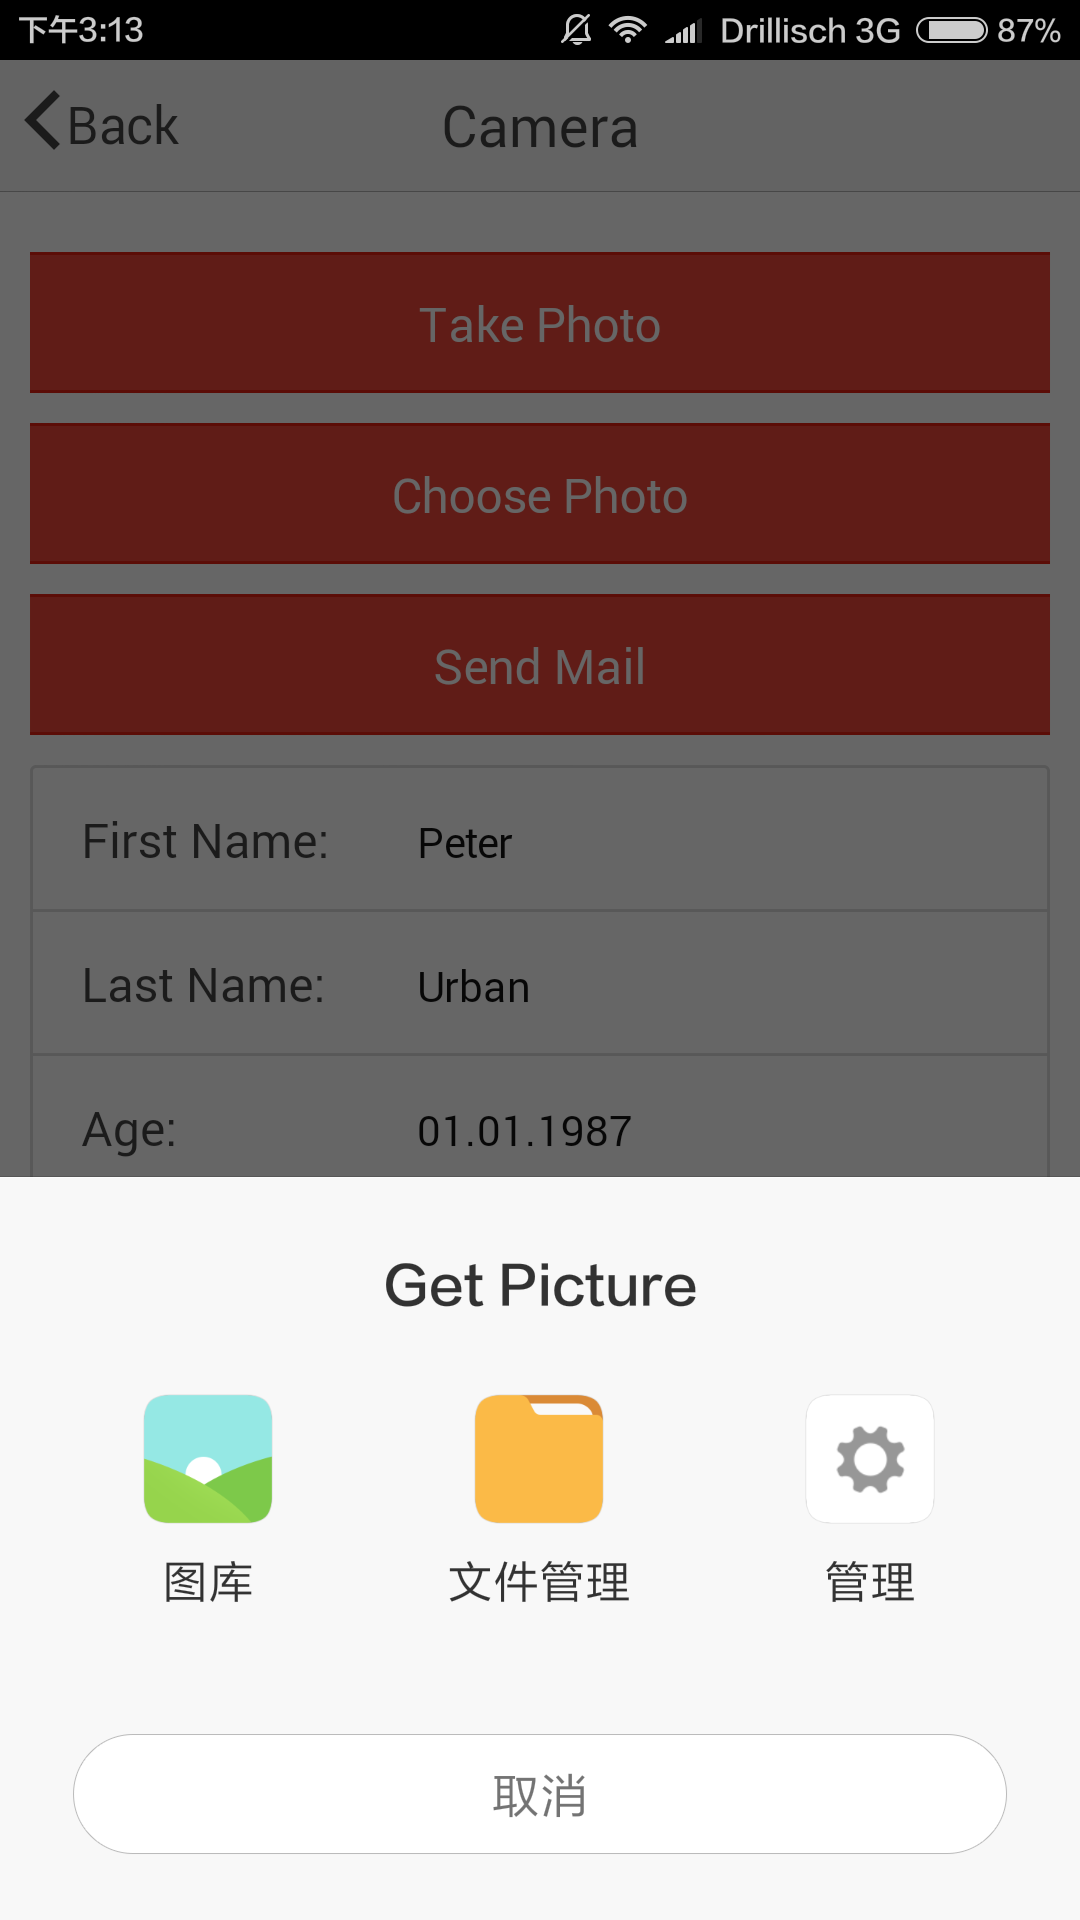 下午3:13 Drillisch 3G 87%
Back Camera
Take Photo
Choose Photo
Send Mail
First Name: Peter
Last Name: Urban
Age: 01.01.1987
Get Picture
图库 文件管理 管理
取消